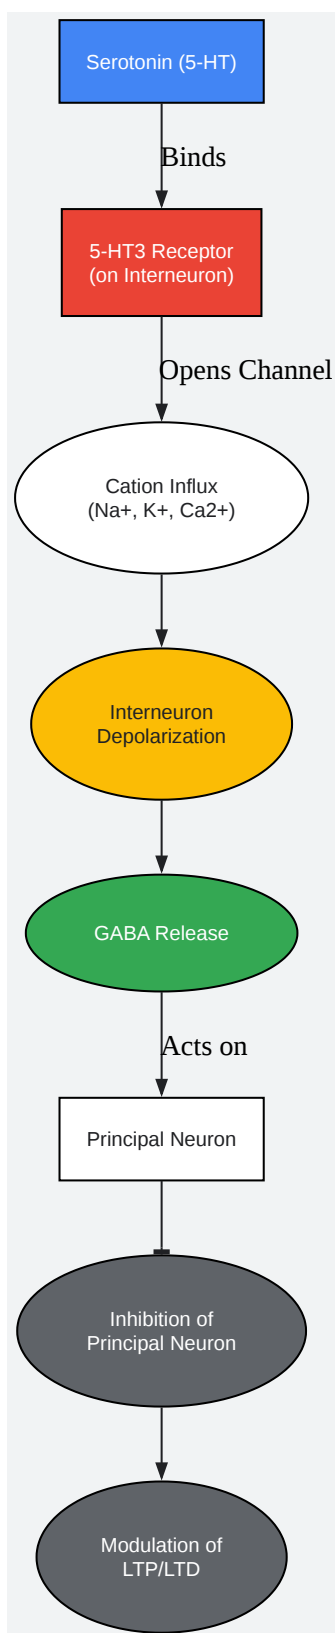 Serotonin (5-HT)
Binds
5-HT3 Receptor
(on Interneuron)
Opens Channel
Cation Influx
(Na+, K+, Ca2+)
Interneuron
Depolarization
GABA Release
Acts on
Principal Neuron
Inhibition of
Principal Neuron
Modulation of
LTP/LTD